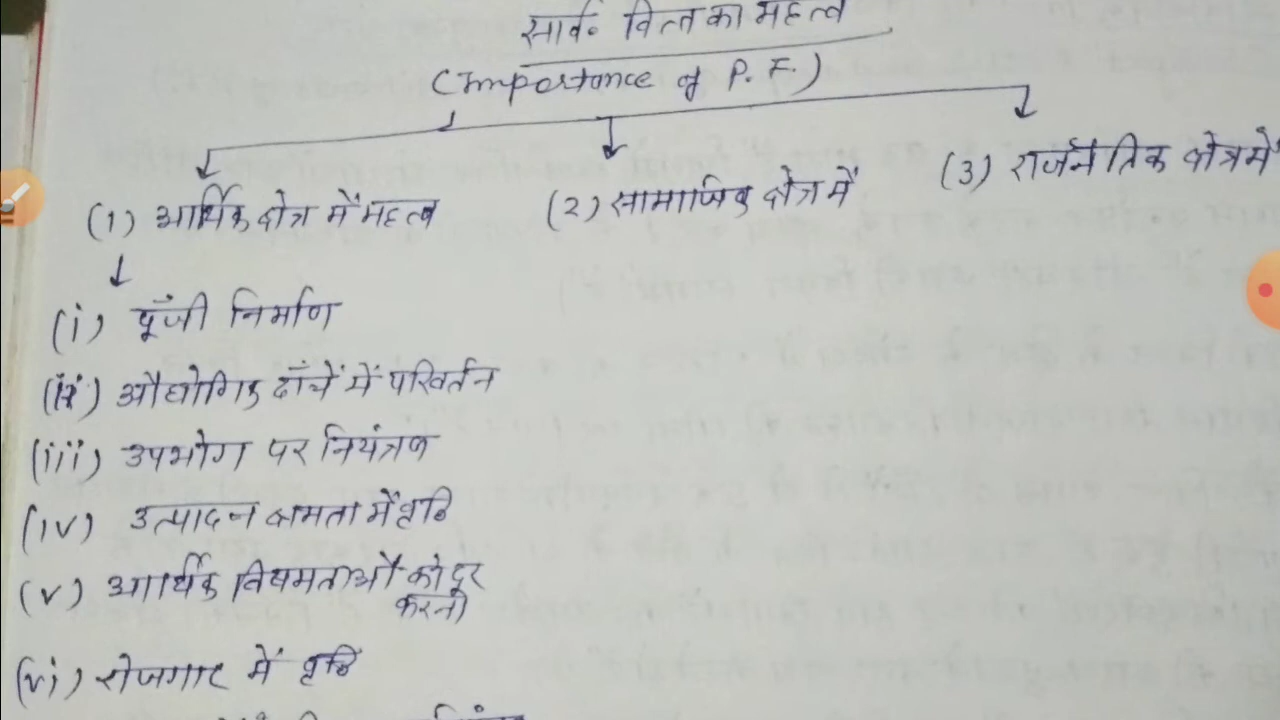 सार्व० वित्त का महत्व
(Importance of P. F.)
(1) आर्थिक क्षेत्र में महत्व
(2) सामाजिक क्षेत्र में
(3) राजनैतिक क्षेत्र में
(i) पूँजी निर्माण
(ii) औद्योगिक ढाँचें में परिवर्तन
(iii) उपभोग पर नियंत्रण
(iv) उत्पादन क्षमता में वृद्धि
(v) आर्थिक विषमताओं को दूर
करना
(vi) रोजगार में वृद्धि